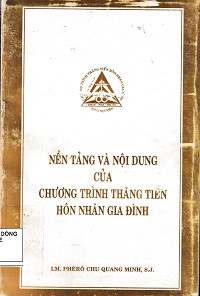 NỀN TẢNG VÀ NỘI DUNG
CỦA
CHƯƠNG TRÌNH THĂNG TIẾN
HÔN NHÂN GIA ĐÌNH
LM. PHÊRÔ CHU QUANG MINH, S.J.
ĐÔNG